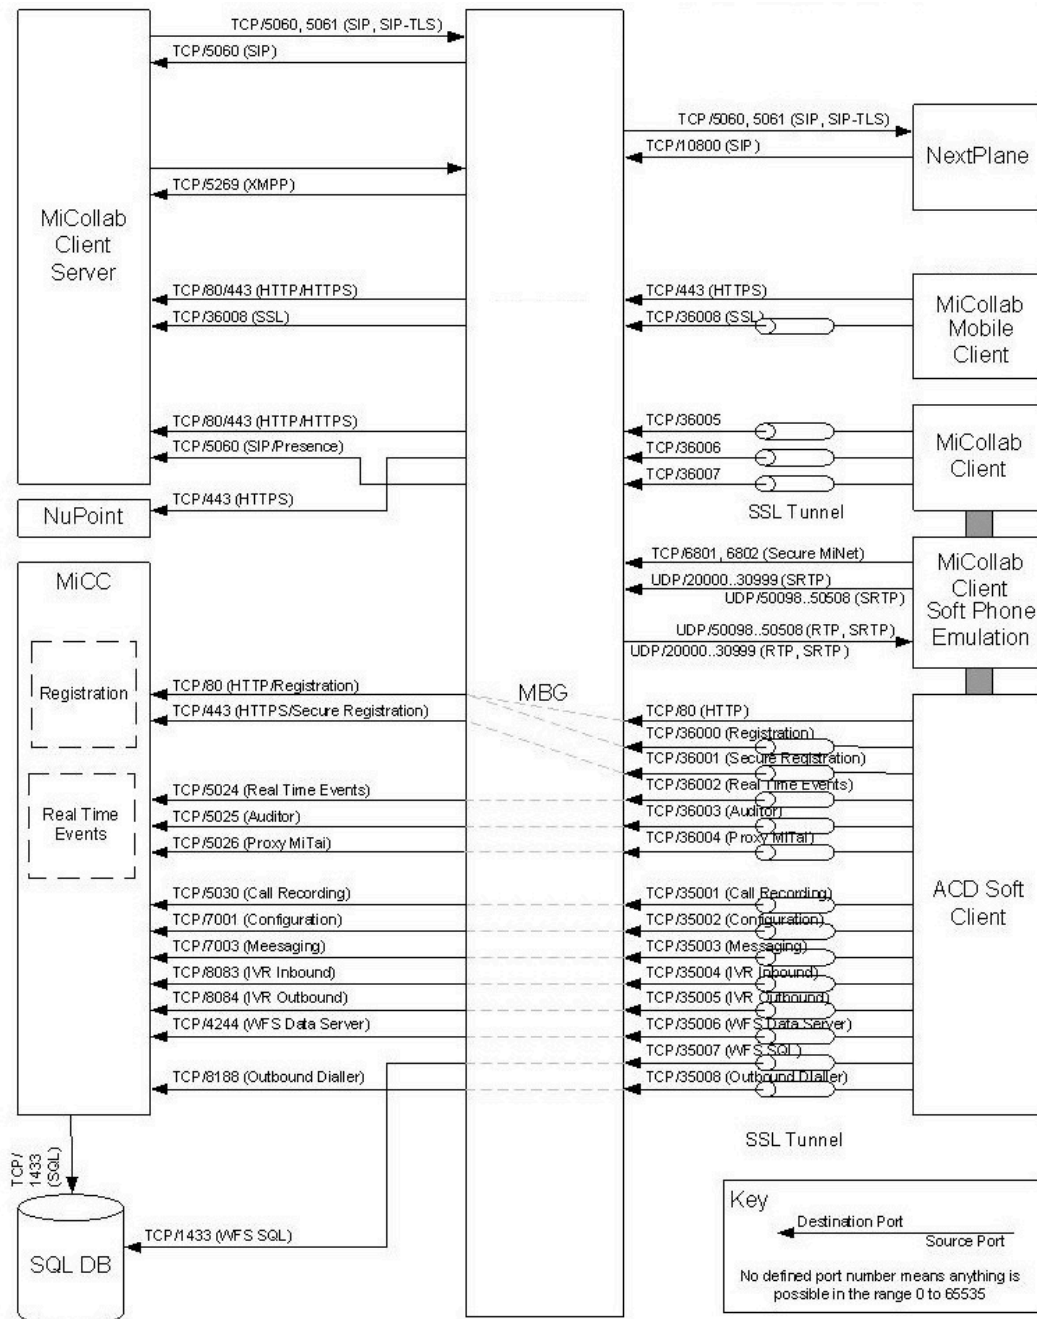 TCP/5060, 5061 (SIP, SIP-TLS)
TCP/5060 (SIP)
TCP/5060, 5061 (SIP, SIP-TLS)
TCP/10800 (SIP)
NextPlane
TCP/5269 (XMPP)
MiCollab
Client
Server
TCP/80/443 (HTTP/HTTPS)
TCP/36008 (SSL)
TCP/443 (HTTPS)
TCP/36008 (SSL)
MiCollab
Mobile
Client
TCP/80/443 (HTTP/HTTPS)
TCP/5060 (SIP/Presence)
TCP/36005
TCP/36006
TCP/36007
SSL Tunnel
MiCollab
Client
NuPoint
TCP/443 (HTTPS)
TCP/6801, 6802 (Secure MiNet)
UDP/20000..30999 (SRTP)
UDP/50098..50508 (SRTP)
UDP/50098..50508 (RTP, SRTP)
UDP/20000..30999 (RTP, SRTP)
MiCollab
Client
Soft Phone
Emulation
MiCC
Registration
Real Time
Events
MBG
TCP/80 (HTTP/Registration)
TCP/443 (HTTPS/Secure Registration)
TCP/5024 (Real Time Events)
TCP/5025 (Auditor)
TCP/5026 (Proxy MiTai)
TCP/5030 (Call Recording)
TCP/7001 (Configuration)
TCP/7003 (Meesaging)
TCP/8083 (IVR Inbound)
TCP/8084 (IVR Outbound)
TCP/4244 (WFS Data Server)
TCP/8188 (Outbound Dialler)
TCP/80 (HTTP)
TCP/36000 (Registration)
TCP/36001 (Secure Registration)
TCP/36002 (Real Time Events)
TCP/36003 (Auditor)
TCP/36004 (Proxy MiTai)
TCP/35001 (Call Recording)
TCP/35002 (Configuration)
TCP/35003 (Messaging)
TCP/35004 (IVR Inbound)
TCP/35005 (IVR Outbound)
TCP/35006 (WFS Data Server)
TCP/35007 (WFS SQL)
TCP/35008 (Outbound Dialler)
ACD Soft
Client
SSL Tunnel
TCP/
1433
(SQL)
TCP/1433 (WFS SQL)
SQL DB
Key
Destination Port
Source Port
No defined port number means anything is
possible in the range 0 to 65535